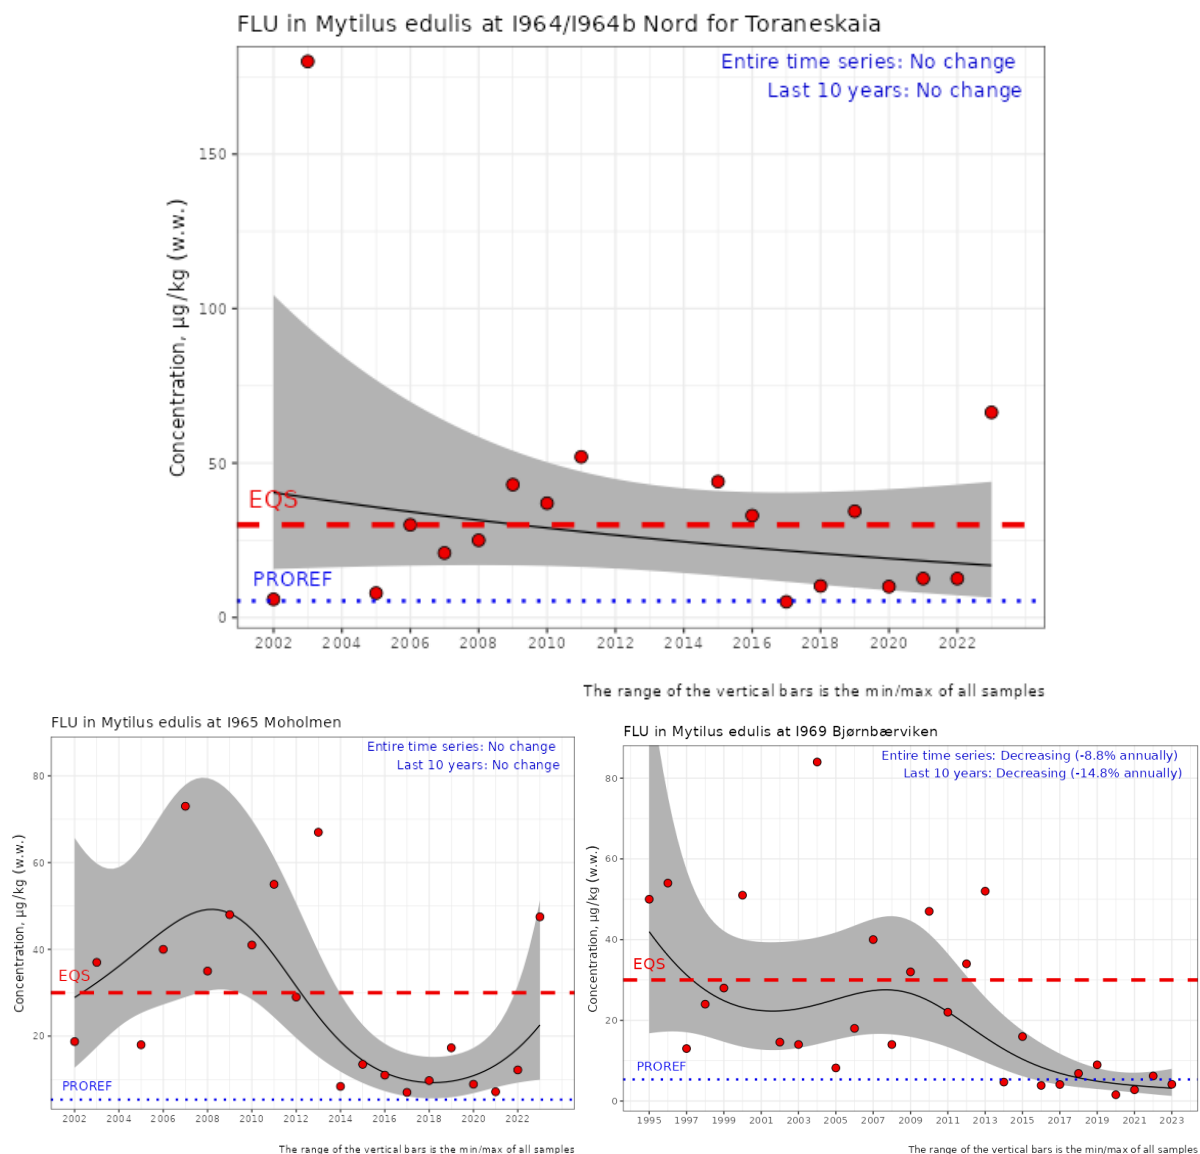 FLU in Mytilus edulis at I964/I964b Nord for Toraneskaia
Entire time series: No change
Last 10 years: No change
Concentration, µg/kg (w.w.)
150
100
50
0
EQS
PROREF
2002 2004 2006 2008 2010 2012 2014 2016 2018 2020 2022
The range of the vertical bars is the min/max of all samples
FLU in Mytilus edulis at I965 Moholmen
Entire time series: No change
Last 10 years: No change
Concentration, µg/kg (w.w.)
80
60
40
20
EQS
PROREF
2002 2004 2006 2008 2010 2012 2014 2016 2018 2020 2022
The range of the vertical bars is the min/max of all samples
FLU in Mytilus edulis at I969 Bjørnbærviken
Entire time series: Decreasing (-8.8% annually)
Last 10 years: Decreasing (-14.8% annually)
Concentration, µg/kg (w.w.)
80
60
40
20
0
EQS
PROREF
1995 1997 1999 2001 2003 2005 2007 2009 2011 2013 2015 2017 2019 2021 2023
The range of the vertical bars is the min/max of all samples